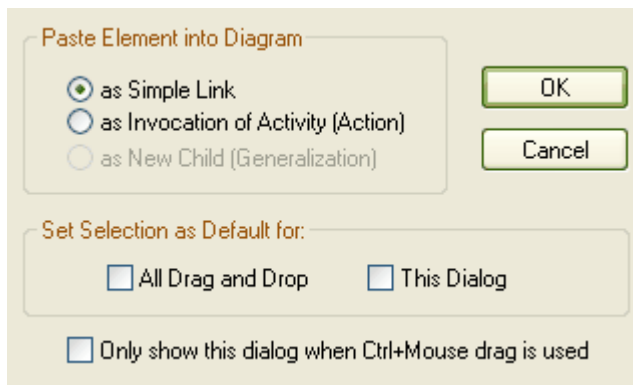 Paste Element into Diagram
as Simple Link
OK
as Invocation of Activity (Action)
Cancel
as New Child (Generalization)
Set Selection as Default for:
All Drag and Drop
This Dialog
Only show this dialog when Ctrl+Mouse drag is used